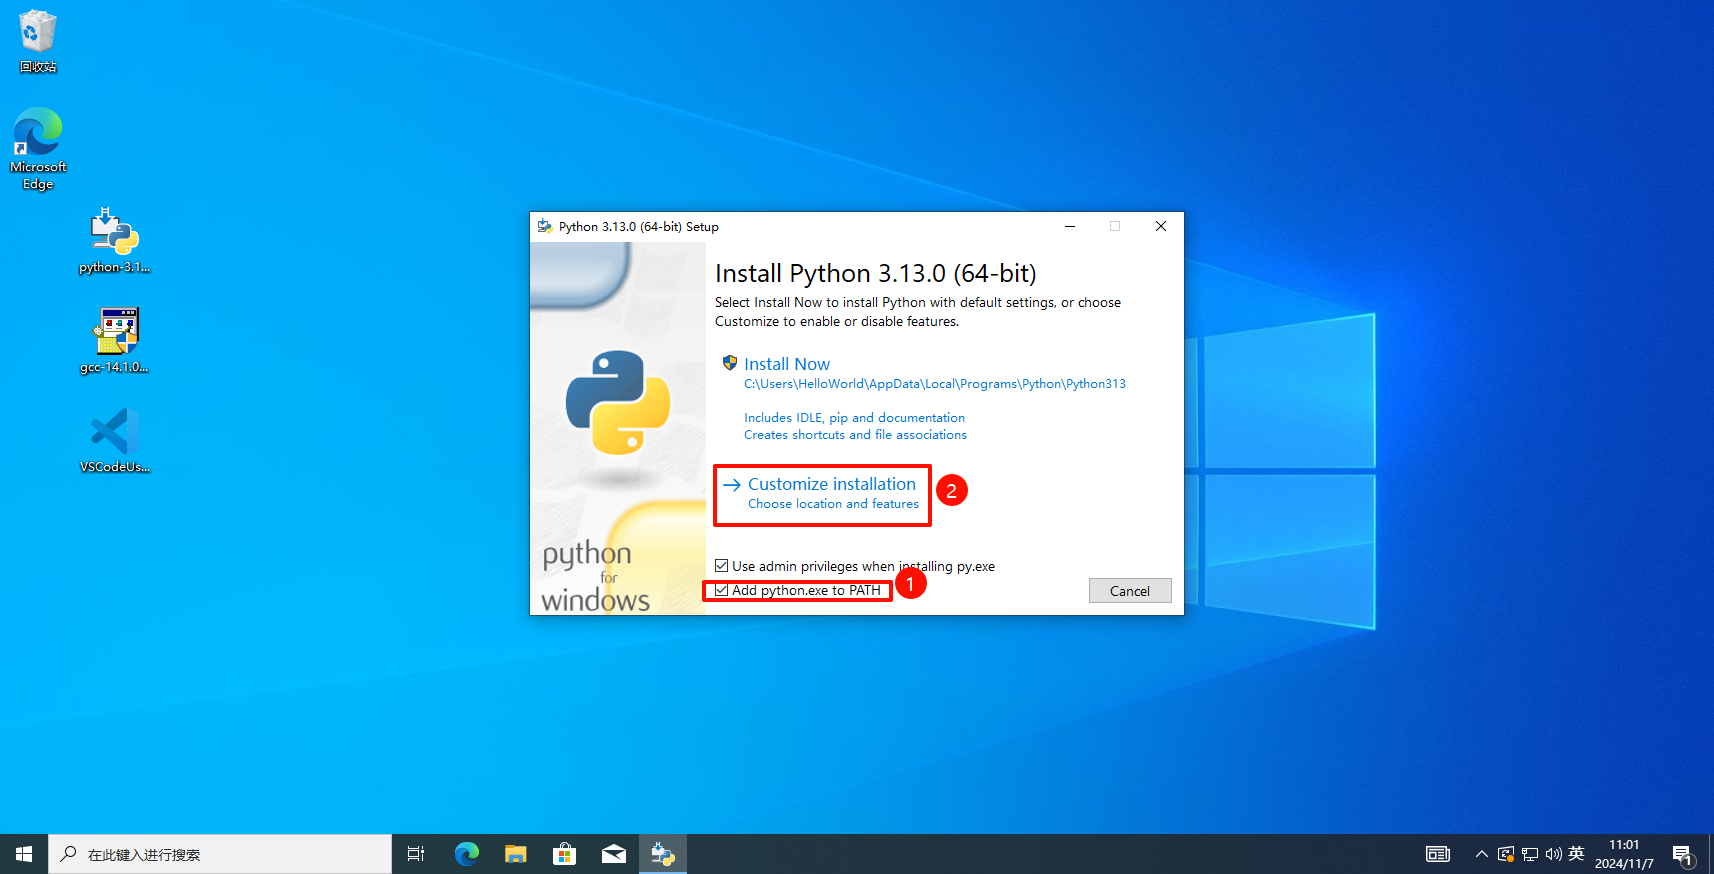 回收站
Microsoft
Edge
python-3.1...
gcc-14.1.0...
VSCodeUs...
Python 3.13.0 (64-bit) Setup
Install Python 3.13.0 (64-bit)
Select Install Now to install Python with default settings, or choose
Customize to enable or disable features.
Install Now
C:\Users\HelloWorld\AppData\Local\Programs\Python\Python313
Includes IDLE, pip and documentation
Creates shortcuts and file associations
Customize installation
Choose location and features
2
Use admin privileges when installing py.exe
Add python.exe to PATH
1
Cancel
python
for
windows
在此键入进行搜索
英
11:01
2024/11/7
1